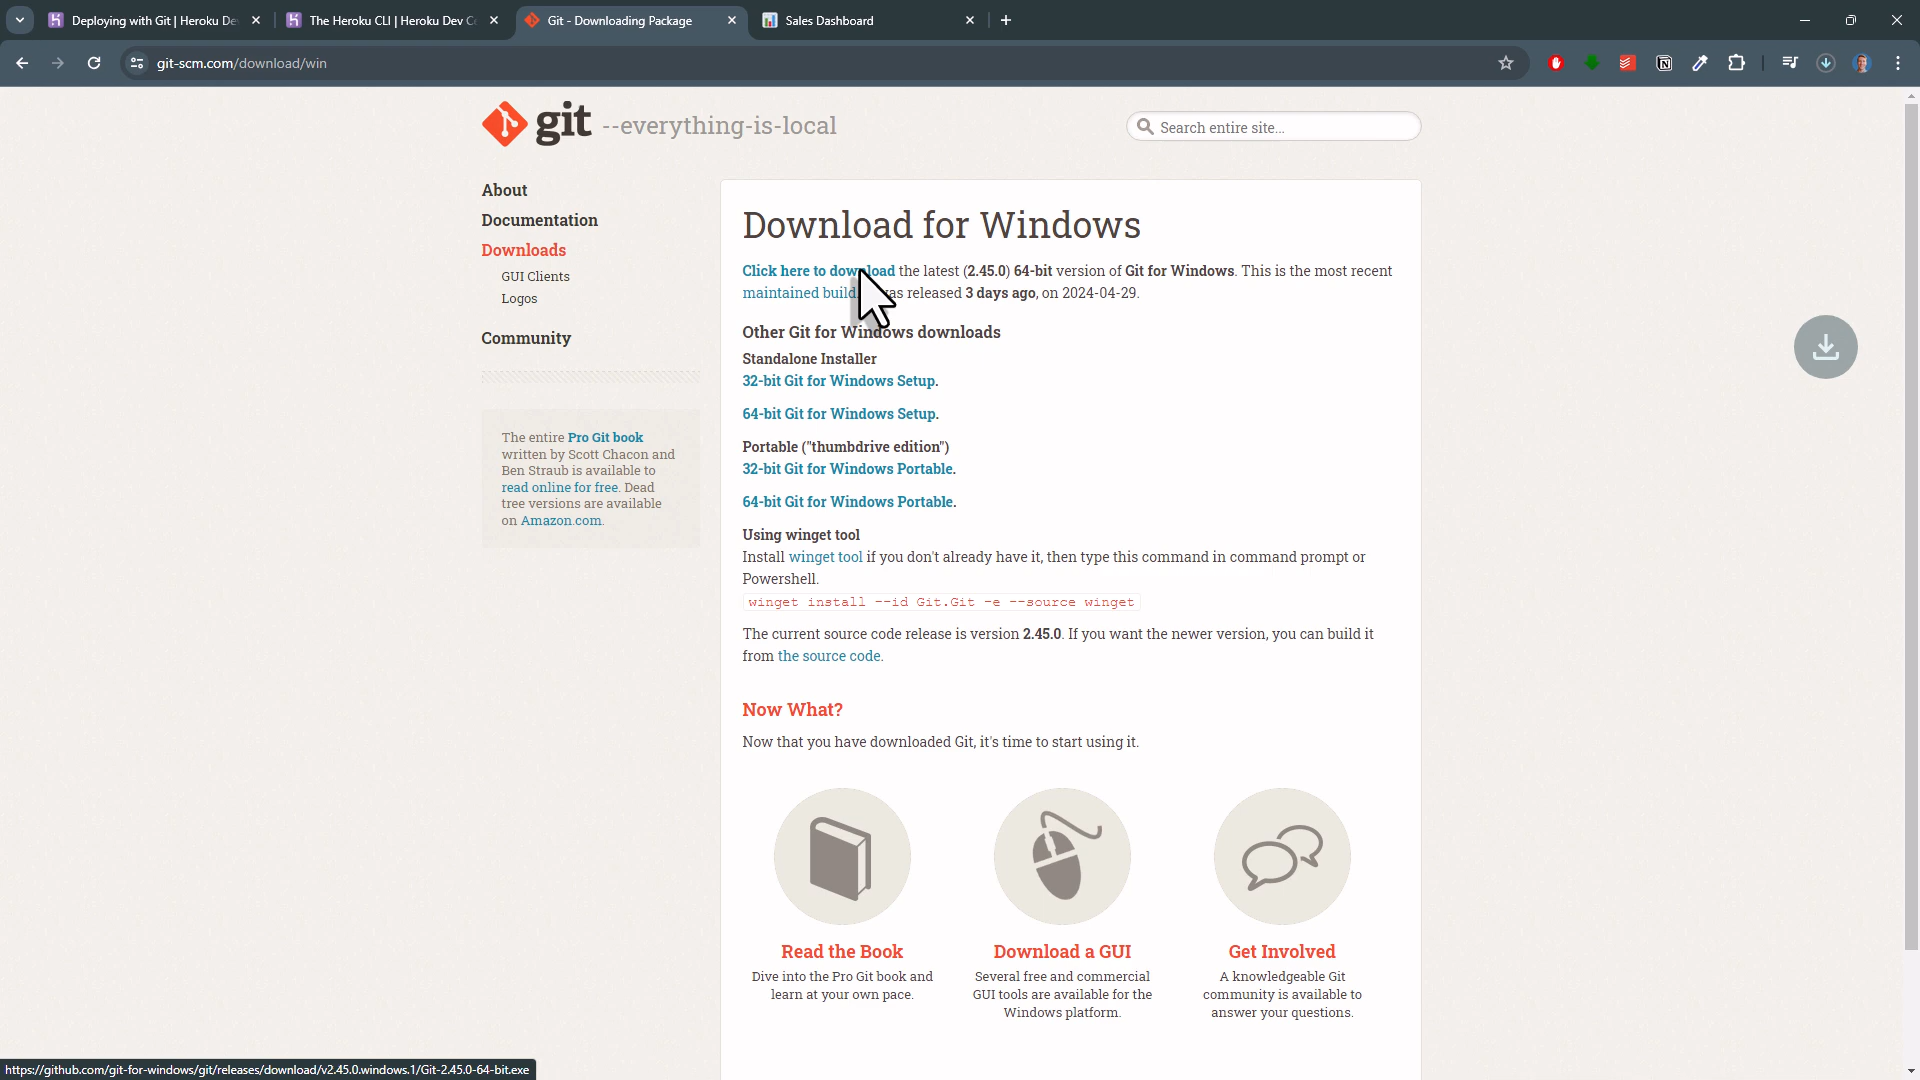 Deploying with Git | Heroku De
The Heroku CLI | Heroku Dev C
Git - Downloading Package
Sales Dashboard
git-scm.com/download/win
git --everything-is-local
Search entire site...
About
Documentation
Downloads
GUI Clients
Logos
Community
The entire Pro Git book
written by Scott Chacon and
Ben Straub is available to
read online for free. Dead
tree versions are available
on Amazon.com.
Download for Windows
Click here to download the latest (2.45.0) 64-bit version of Git for Windows. This is the most recent
maintained build. was released 3 days ago, on 2024-04-29.
Other Git for Windows downloads
Standalone Installer
32-bit Git for Windows Setup.
64-bit Git for Windows Setup.
Portable ("thumbdrive edition")
32-bit Git for Windows Portable.
64-bit Git for Windows Portable.
Using winget tool
Install winget tool if you don't already have it, then type this command in command prompt or
Powershell.
winget install --id Git.Git -e --source winget
The current source code release is version 2.45.0. If you want the newer version, you can build it
from the source code.
Now What?
Now that you have downloaded Git, it's time to start using it.
Read the Book
Dive into the Pro Git book and
learn at your own pace.
Download a GUI
Several free and commercial
GUI tools are available for the
Windows platform.
Get Involved
A knowledgeable Git
community is available to
answer your questions.
https://github.com/git-for-windows/git/releases/download/v2.45.0.windows.1/Git-2.45.0-64-bit.exe